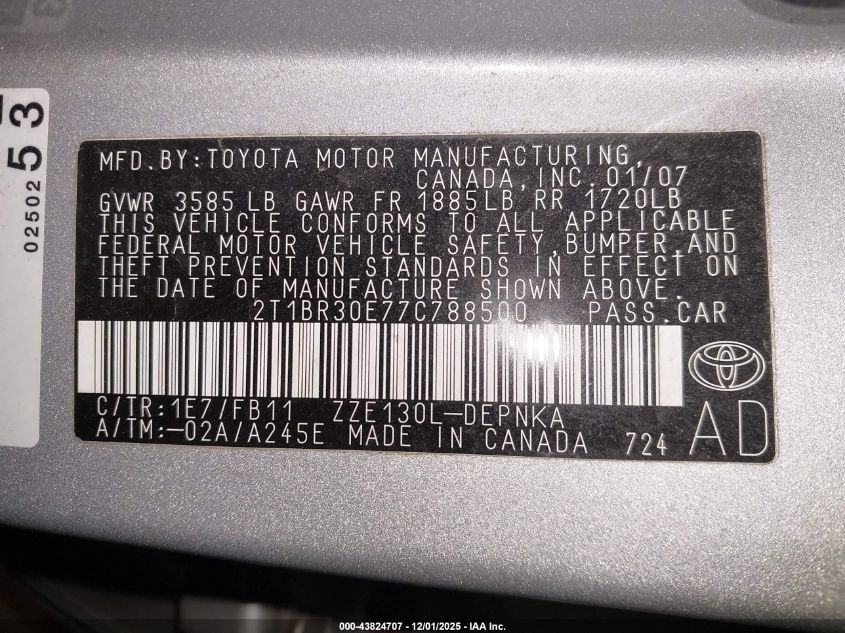 MFD.BY:TOYOTA MOTOR MANUFACTURING,
CANADA,INC.01/07
GVWR 3585LB GAWR FR 1885LB RR 1720LB
THIS VEHICLE CONFORMS TO ALL APPLICABLE
FEDERAL MOTOR VEHICLE SAFETY,BUMPER,AND
THEFT PREVENTION STANDARDS IN EFFECT ON
THE DATE OF MANUFACTURE SHOWN ABOVE.
2T1BR30E77C788500 PASS.CAR
C/TR:1E7/FB11 ZZE130L-DEPNKA
A/TM:-02A/A245E MADE IN CANADA 724
AD
02502
53
000-43824707 - 12/01/2025 - IAA Inc.